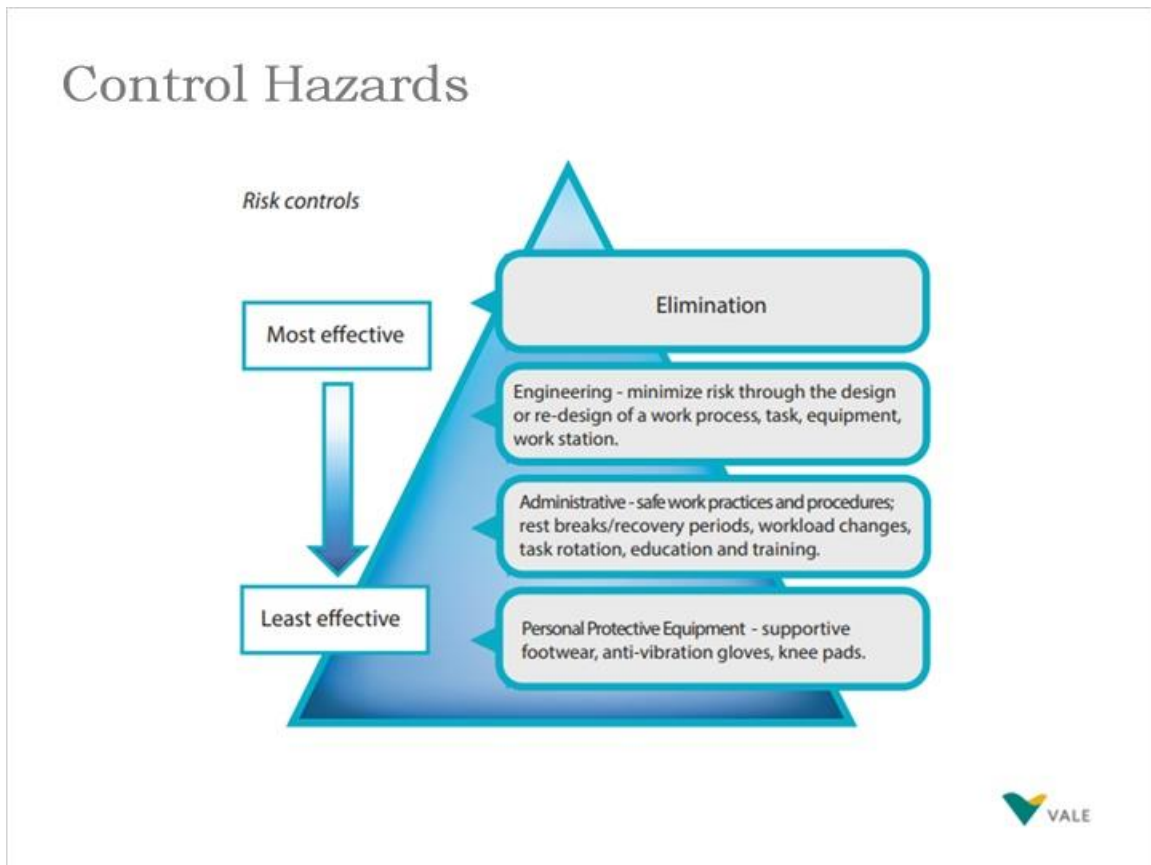 Control Hazards
Risk controls
Most effective
Least effective
Elimination
Engineering - minimize risk through the design
or re-design of a work process, task, equipment,
work station.
Administrative - safe work practices and procedures;
rest breaks/recovery periods, workload changes,
task rotation, education and training.
Personal Protective Equipment - supportive
footwear, anti-vibration gloves, knee pads.
VALE